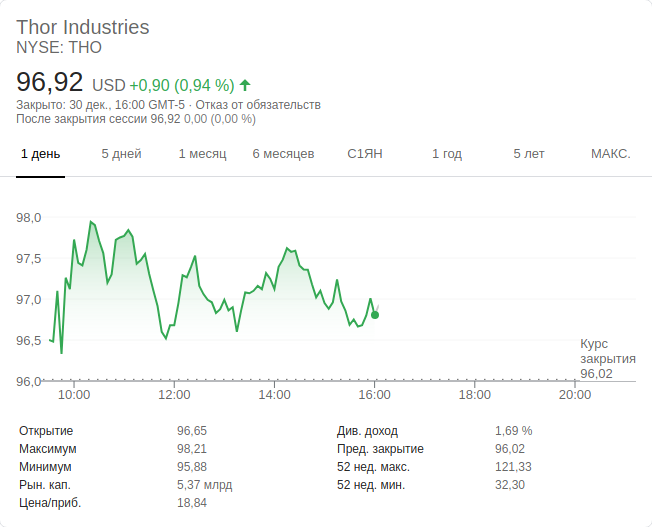 Thor Industries
NYSE: THO
96,92 USD +0,90 (0,94 %)
Закрыто: 30 дек., 16:00 GMT-5 · Отказ от обязательств
После закрытия сессии 96,92 0,00 (0,00 %)
1 день 5 дней 1 месяц 6 месяцев С1ЯН 1 год 5 лет МАКС.
98,0
97,5
97,0
96,5
Курс
закрытия
96,02
96,0
10:00 12:00 14:00 16:00 18:00 20:00
Открытие 96,65 Див. доход 1,69 %
Максимум 98,21 Пред. закрытие 96,02
Минимум 95,88 52 нед. макс. 121,33
Рын. кап. 5,37 млрд 52 нед. мин. 32,30
Цена/приб. 18,84